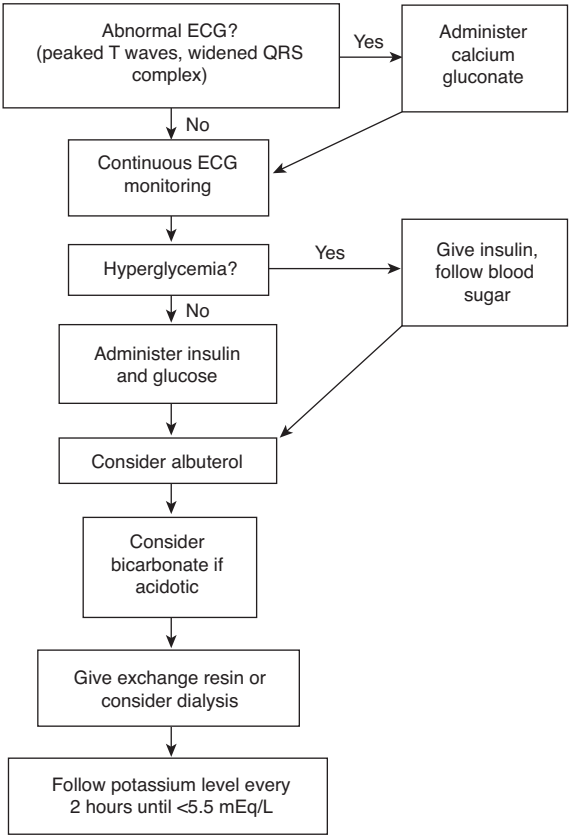 Abnormal ECG?
(peaked T waves, widened QRS
complex)
Yes
Administer
calcium
gluconate
No
Continuous ECG
monitoring
Hyperglycemia?
Yes
Give insulin,
follow blood
sugar
No
Administer insulin
and glucose
Consider albuterol
Consider
bicarbonate if
acidotic
Give exchange resin or
consider dialysis
Follow potassium level every
2 hours until <5.5 mEq/L